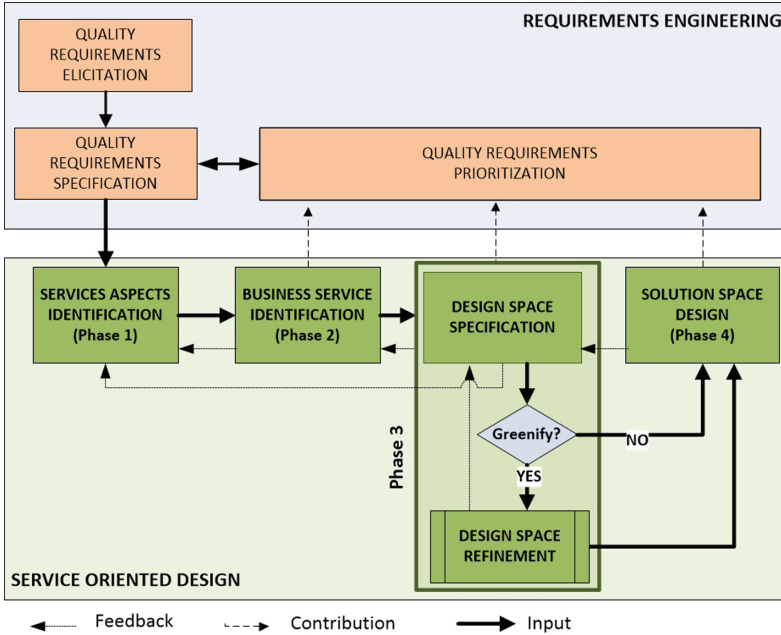 REQUIREMENTS ENGINEERING
QUALITY
REQUIREMENTS
ELICITATION
QUALITY
REQUIREMENTS
SPECIFICATION
QUALITY REQUIREMENTS
PRIORITIZATION
SERVICES ASPECTS
IDENTIFICATION
(Phase 1)
BUSINESS SERVICE
IDENTIFICATION
(Phase 2)
DESIGN SPACE
SPECIFICATION
SOLUTION SPACE
DESIGN
(Phase 4)
Greenify?
NO
YES
Phase 3
DESIGN SPACE
REFINEMENT
SERVICE ORIENTED DESIGN
Feedback
Contribution
Input